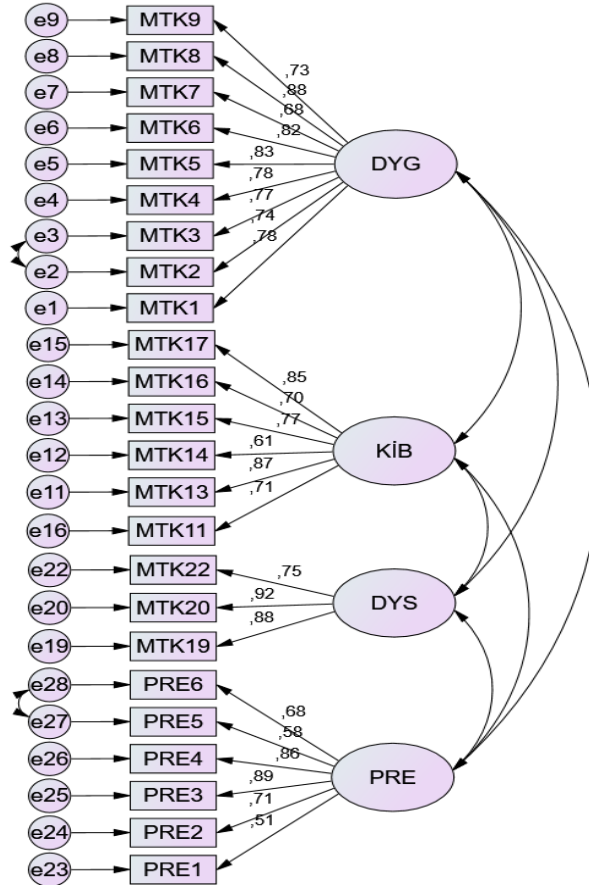 e9 MTK9
e8 MTK8
,73
,88
e7 MTK7
,68
e6 MTK6
,82
e5 MTK5 ,83 DYG
,78
e4 MTK4
,77
,74
e3 MTK3
,78
e2 MTK2
e1 MTK1
e15 MTK17
,85
e14 MTK16
,70
e13 MTK15 ,77
e12 MTK14 ,61 KİB
,87
e11 MTK13 ,71
e16 MTK11
e22 MTK22 ,75
,92
e20 MTK20 DYS
,88
e19 MTK19
e28 PRE6
,68
e27 PRE5 ,58
,86
e26 PRE4
,89 PRE
e25 PRE3
,71
,51
e24 PRE2
e23 PRE1